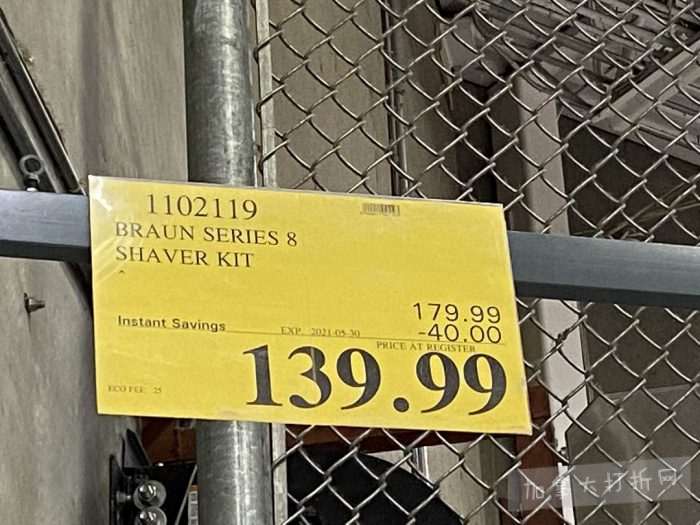 1102119
BRAUN SERIES 8
SHAVER KIT
179.99
Instant Savings EXP. 2021-05-30 -40.00
PRICE AT REGISTER
139.99
ECO FEE: 25
加拿大打折网